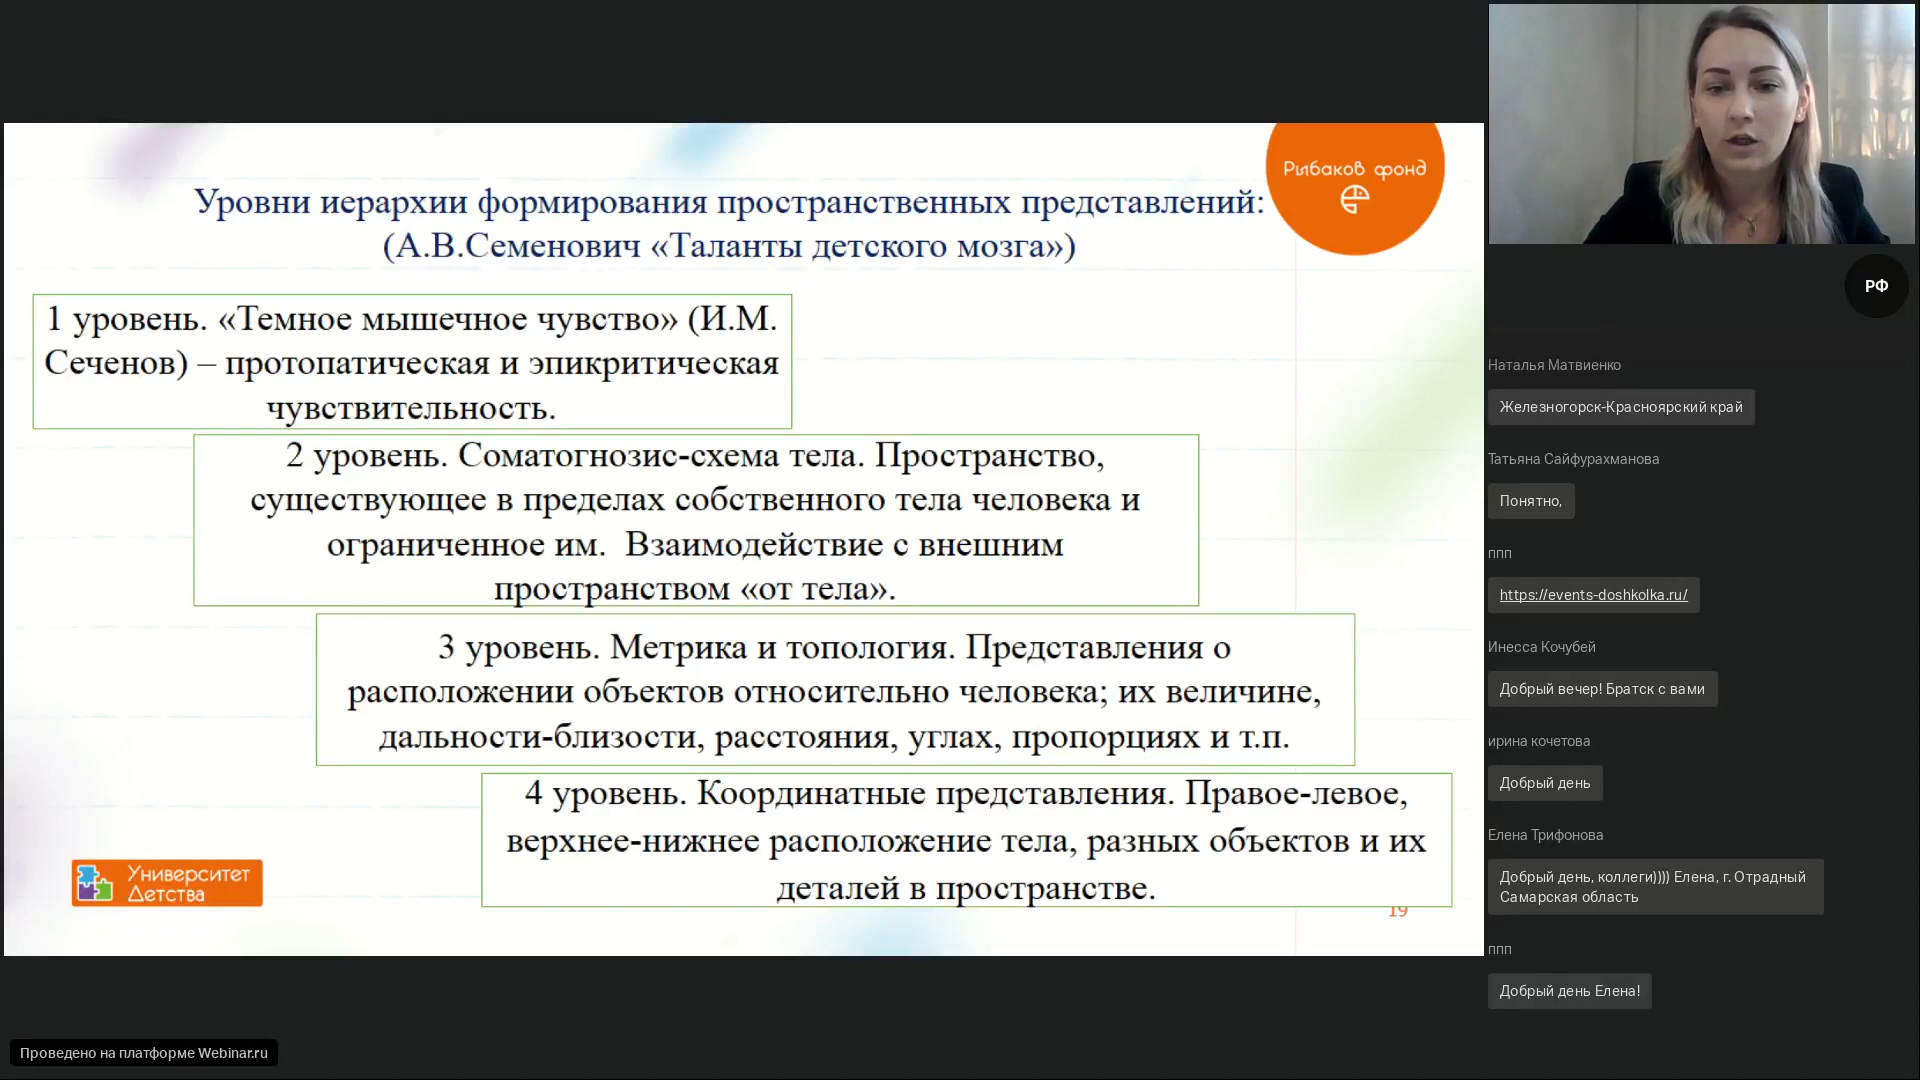 Рыбаков фонд
Уровни иерархии формирования пространственных представлений:
(А.В.Семенович «Таланты детского мозга»)
1 уровень. «Темное мышечное чувство» (И.М.
Сеченов) – протопатическая и эпикритическая
чувствительность.
2 уровень. Соматогнозис-схема тела. Пространство,
существующее в пределах собственного тела человека и
ограниченное им.  Взаимодействие с внешним
пространством «от тела».
3 уровень. Метрика и топология. Представления о
расположении объектов относительно человека; их величине,
дальности-близости, расстояния, углах, пропорциях и т.п.
4 уровень. Координатные представления. Правое-левое,
верхнее-нижнее расположение тела, разных объектов и их
деталей в пространстве.
Университет
Детства
19
РФ
Наталья Матвиенко
Железногорск-Красноярский край
Татьяна Сайфурахманова
Понятно,
ппп
https://events-doshkolka.ru/
Инесса Кочубей
Добрый вечер! Братск с вами
ирина кочетова
Добрый день
Елена Трифонова
Добрый день, коллеги)))) Елена, г. Отрадный
Самарская область
ппп
Добрый день Елена!
Проведено на платформе Webinar.ru